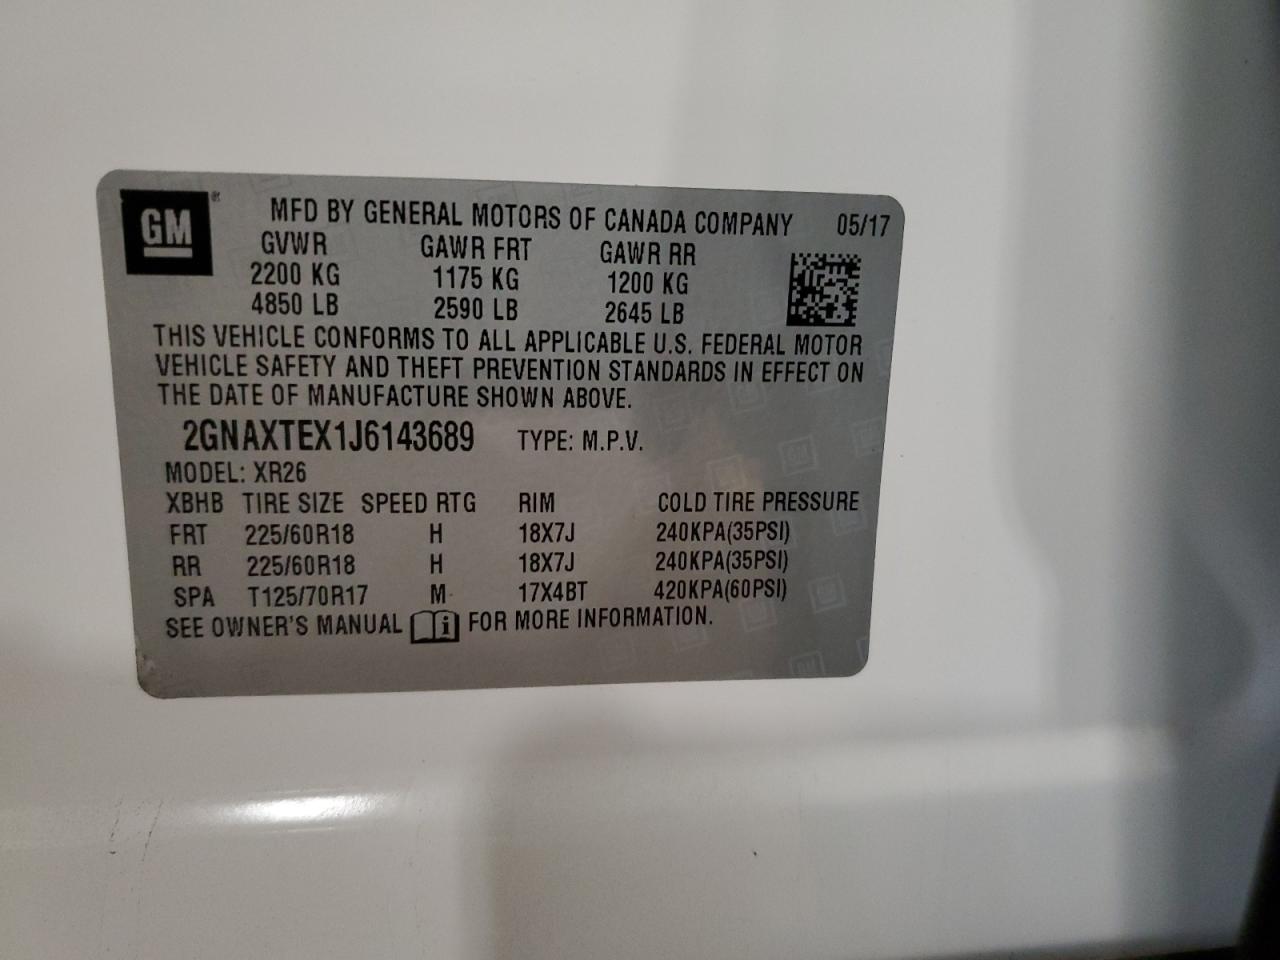 GM ® MFD BY GENERAL MOTORS OF CANADA COMPANY 05/17
GVWR GAWR FRT GAWR RR
2200 KG 1175 KG 1200 KG
4850 LB 2590 LB 2645 LB
THIS VEHICLE CONFORMS TO ALL APPLICABLE U.S. FEDERAL MOTOR
VEHICLE SAFETY AND THEFT PREVENTION STANDARDS IN EFFECT ON
THE DATE OF MANUFACTURE SHOWN ABOVE.
2GNAXTEX1J6143689 TYPE: M.P.V.
MODEL: XR26
XBHB TIRE SIZE SPEED RTG RIM COLD TIRE PRESSURE
FRT 225/60R18 H 18X7J 240KPA(35PSI)
RR 225/60R18 H 18X7J 240KPA(35PSI)
SPA T125/70R17 M 17X4BT 420KPA(60PSI)
SEE OWNER'S MANUAL i FOR MORE INFORMATION.